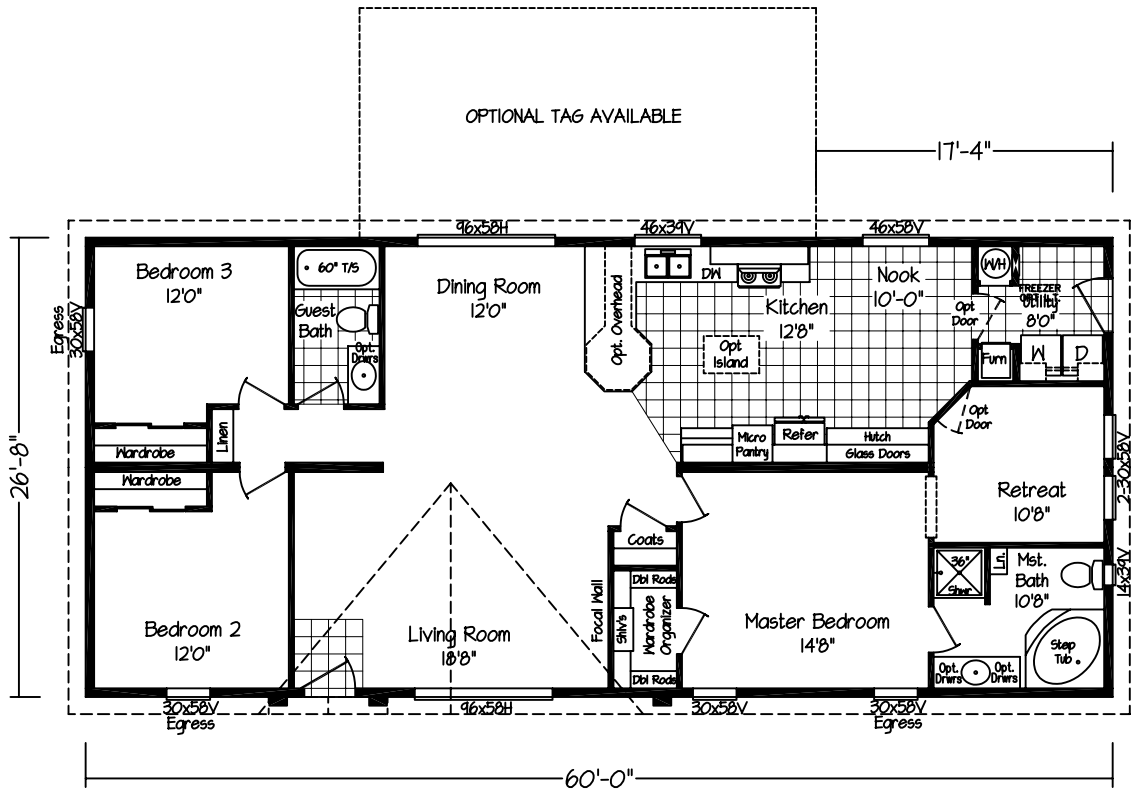 OPTIONAL TAG AVAILABLE
17'-4"
96x58H
46x39V
46x58V
Bedroom 3
12'0"
60" T/S
Guest
Bath
Opt.
Drwrs
Dining Room
12'0"
Opt. Overhead
DW
Kitchen
12'8"
Opt
Island
Nook
10'-0"
Opt
Door
W/H
FREEZER
Utility
8'0"
Furn
W
D
Egress
30x58V
26'-8"
Wardrobe
Linen
Wardrobe
Micro
Pantry
Refer
Hutch
Glass Doors
Opt
Door
Retreat
10'8"
2-30x58V
Coats
Dbl Rods
Shlv's
Wardrobe
Organizer
Dbl Rods
Focal Wall
36"
Shwr
Ln.
Mst.
Bath
10'8"
14x39V
Bedroom 2
12'0"
Living Room
18'8"
Master Bedroom
14'8"
Step
Tub
Opt.
Drwrs
Opt.
Drwrs
30x58V
Egress
96x58H
30x58V
30x58V
Egress
60'-0"